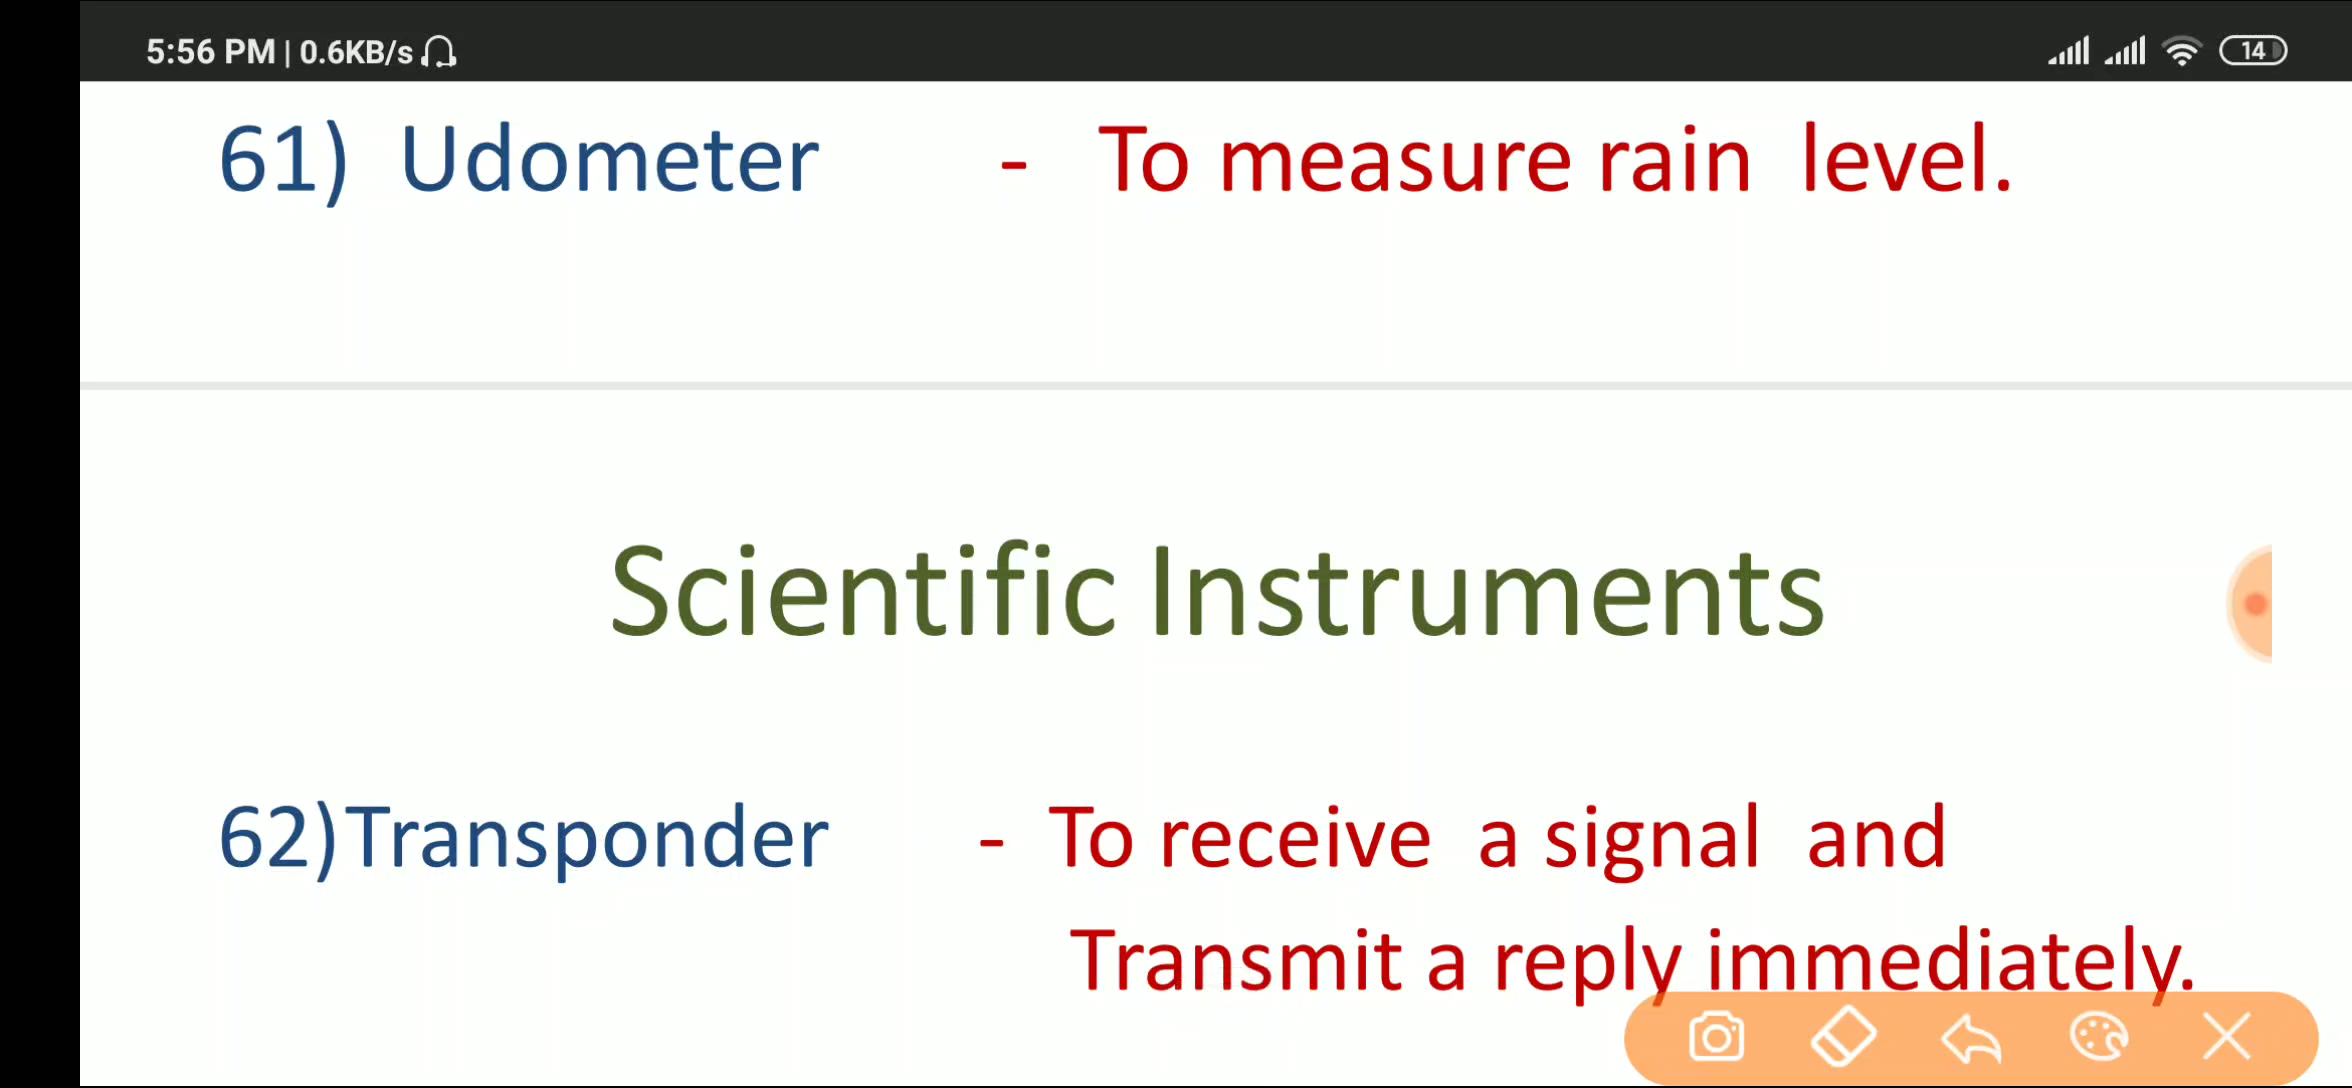 5:56 PM | 0.6KB/s 14
61) Udometer - To measure rain level.
Scientific Instruments
62)Transponder - To receive a signal and
Transmit a reply immediately.